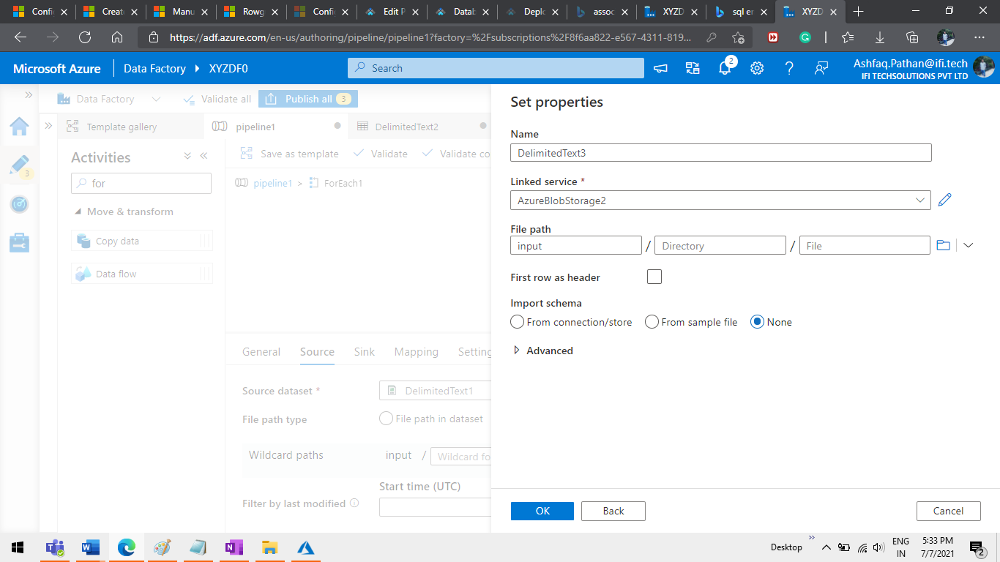 Confi
Create
Manu
Rowg
Config
Edit P
Datab
Deplo
assoc
XYZD
sql er
XYZD
https://adf.azure.com/en-us/authoring/pipeline/pipeline1?factory=%2Fsubscriptions%2F8f6aa822-e567-4311-819...
Microsoft Azure
Data Factory
XYZDF0
Search
2
Ashfaq.Pathan@ifi.tech
IFI TECHSOLUTIONS PVT LTD
Data Factory
Validate all
Publish all
3
Template gallery
pipeline1
DelimitedText2
3
Activities
for
Move & transform
Copy data
Data flow
Save as template
Validate
Validate co
pipeline1 > ForEach1
General
Source
Sink
Mapping
Setting
Source dataset *
DelimitedText1
File path type
File path in dataset
Wildcard paths
input / Wildcard fo
Start time (UTC)
Filter by last modified
Set properties
Name
DelimitedText3
Linked service *
AzureBlobStorage2
File path
input / Directory / File
First row as header
Import schema
From connection/store
From sample file
None
Advanced
OK
Back
Cancel
Desktop
ENG
IN
5:33 PM
7/7/2021
2